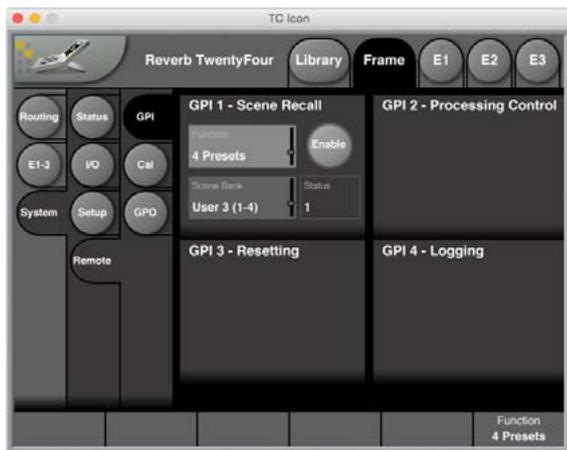 TC Icon
Reverb TwentyFour
Library
Frame
E1
E2
E3
Routing
Status
GPI
E1-3
I/O
Cal
System
Setup
GPO
Remote
GPI 1 - Scene Recall
Function
4 Presets
Enable
Scene Bank
User 3 (1-4)
Status
1
GPI 2 - Processing Control
GPI 3 - Resetting
GPI 4 - Logging
Function
4 Presets